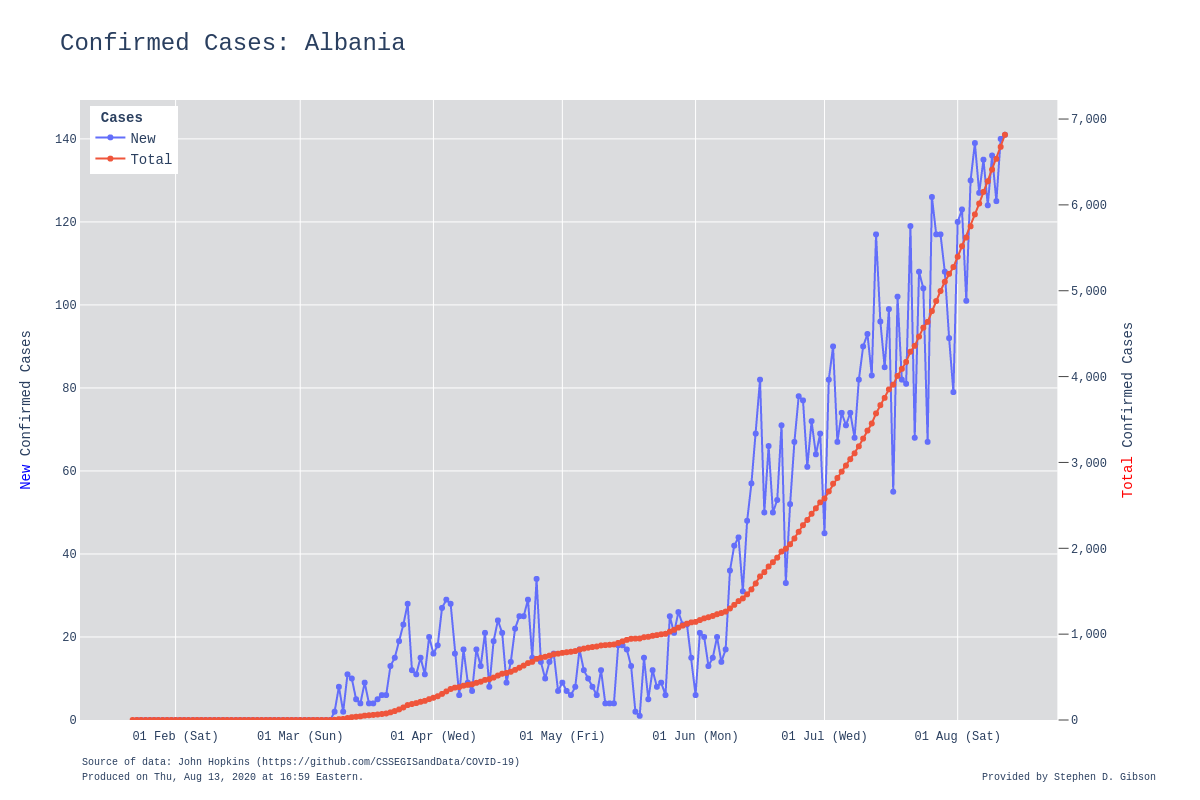 Confirmed Cases: Albania
Cases
New
Total
140
120
100
80
60
40
20
0
7,000
6,000
5,000
4,000
3,000
2,000
1,000
0
New Confirmed Cases
Total Confirmed Cases
01 Feb (Sat) 01 Mar (Sun) 01 Apr (Wed) 01 May (Fri) 01 Jun (Mon) 01 Jul (Wed) 01 Aug (Sat)
Source of data: John Hopkins (https://github.com/CSSEGISandData/COVID-19)
Produced on Thu, Aug 13, 2020 at 16:59 Eastern.
Provided by Stephen D. Gibson